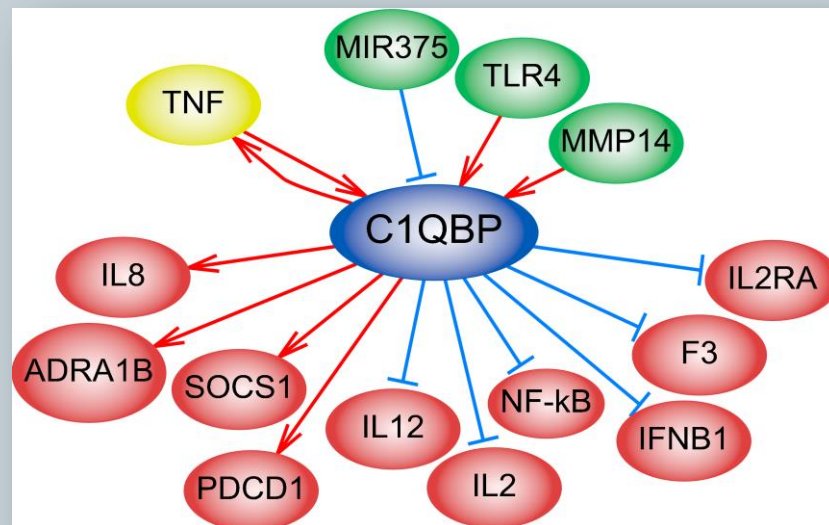 MIR375
TLR4
TNF
MMP14
C1QBP
IL8
IL2RA
ADRA1B
SOCS1
F3
NF-kB
IL12
IFNB1
PDCD1
IL2